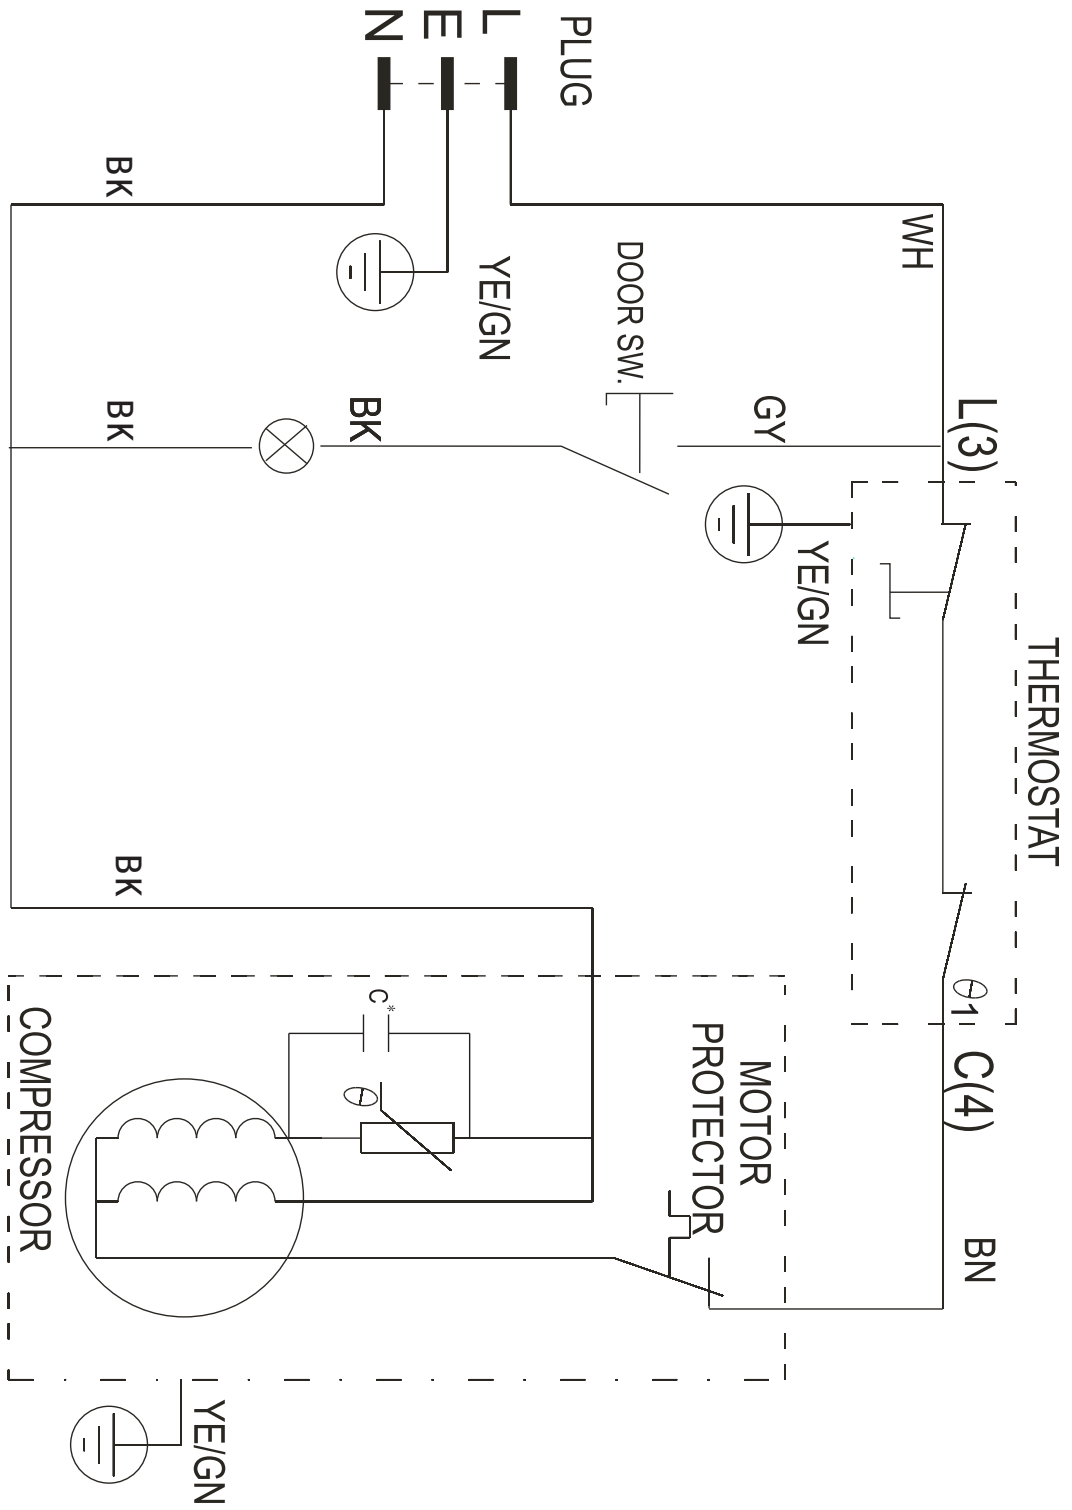 PLUG
L
E
N
WH
BK
YE/GN
DOOR SW.
L(3)
GY
BK
BK
YE/GN
THERMOSTAT
BK
θ1
C(4)
C*
θ
MOTOR
PROTECTOR
COMPRESSOR
BN
YE/GN